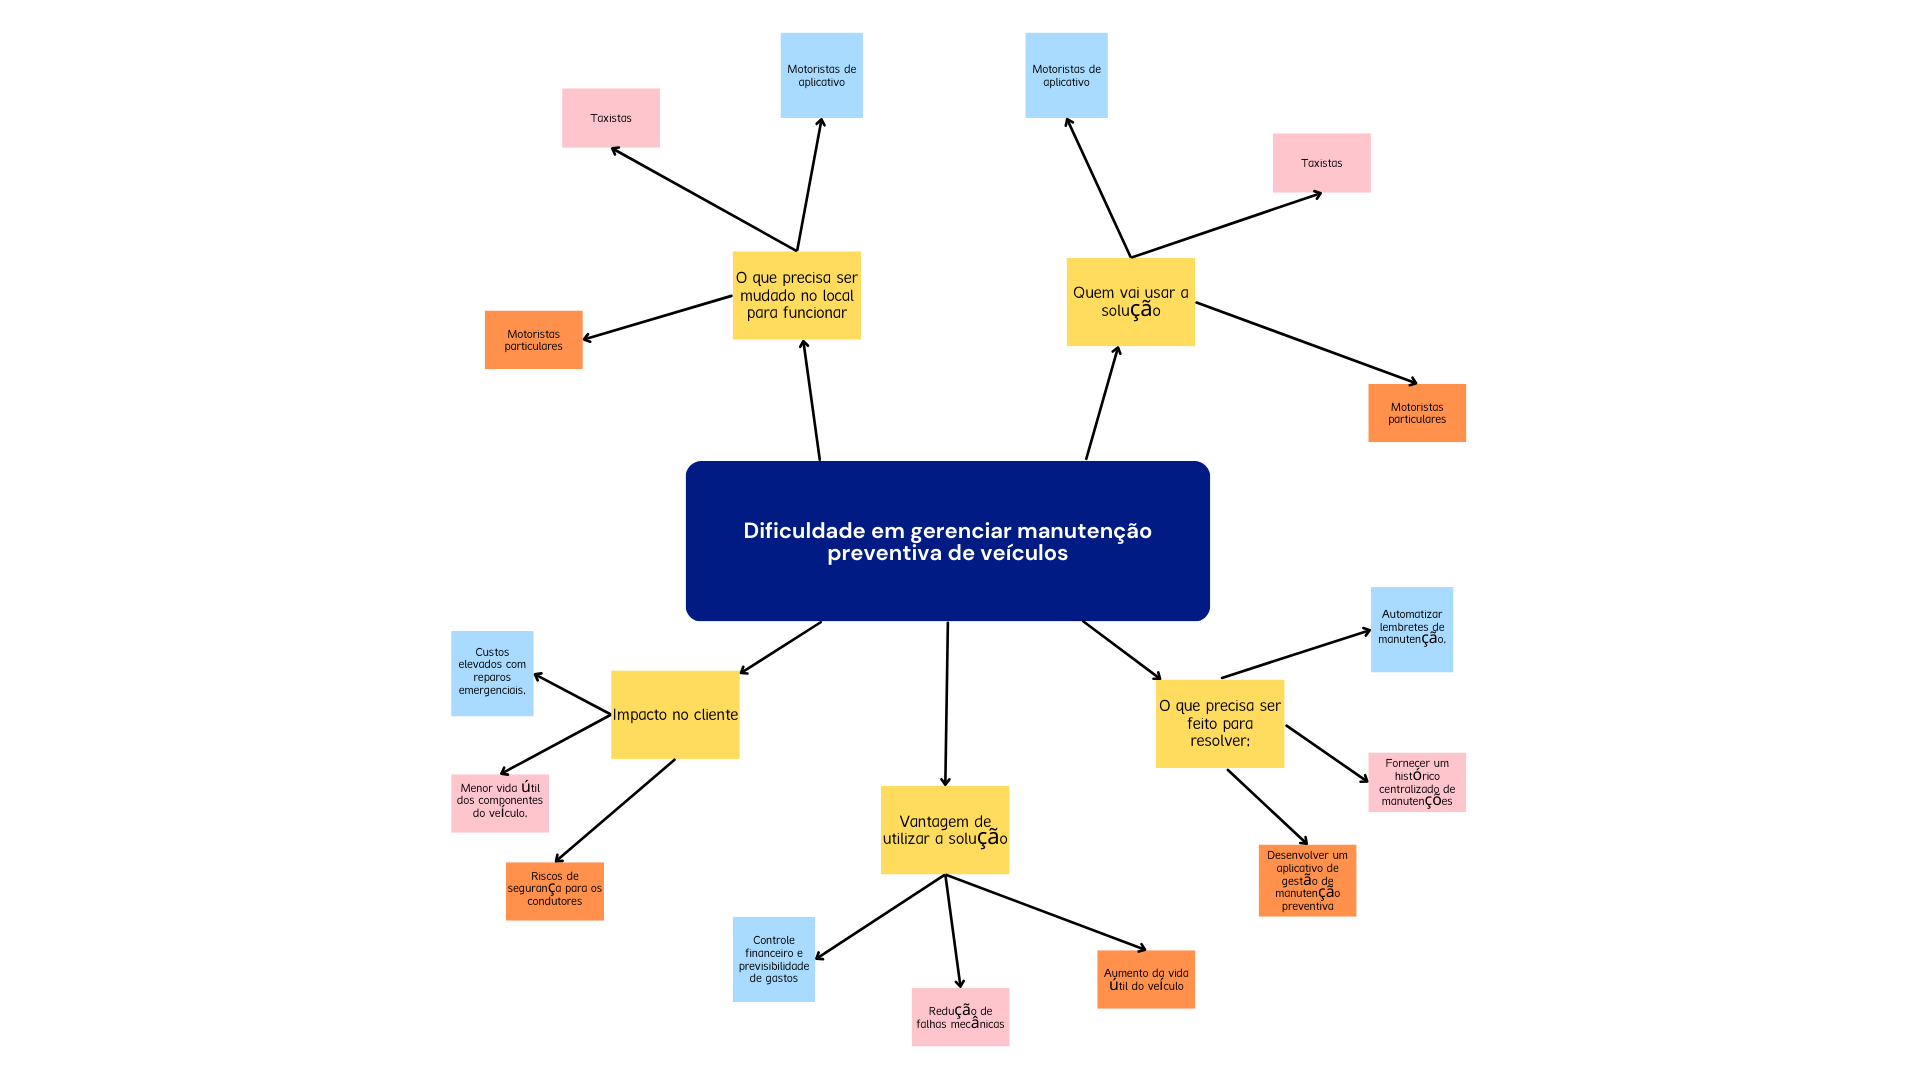 Motoristas de
aplicativo
Motoristas de
aplicativo
Taxistas
Taxistas
O que precisa ser
mudado no local
para funcionar
Quem vai usar a
solução
Motoristas
particulares
Motoristas
particulares
Dificuldade em gerenciar manutenção
preventiva de veículos
Automatizar
lembretes de
manutenção.
Custos
elevados com
reparos
emergenciais.
Impacto no cliente
O que precisa ser
feito para
resolver:
Menor vida útil
dos componentes
do veículo.
Fornecer um
histórico
centralizado de
manutenções
Vantagem de
utilizar a solução
Riscos de
segurança para os
condutores
Desenvolver um
aplicativo de
gestão de
manutenção
preventiva
Controle
financeiro e
previsibilidade
de gastos
Redução de
falhas mecânicas
Aumento da vida
útil do veículo